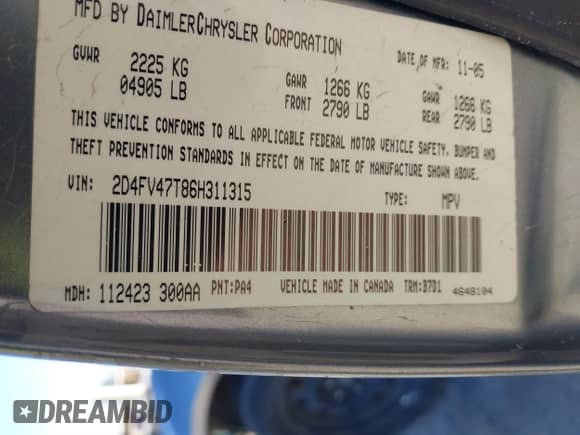 MFD BY DAIMLERCHRYSLER CORPORATION
DATE OF MFR: 11-05
GVWR 2225 KG 04905 LB
GAWR FRONT 1266 KG 2790 LB
GAWR REAR 1266 KG 2790 LB
THIS VEHICLE CONFORMS TO ALL APPLICABLE FEDERAL MOTOR VEHICLE SAFETY, BUMPER AND
THEFT PREVENTION STANDARDS IN EFFECT ON THE DATE OF MANUFACTURE SHOWN ABOVE.
VIN: 2D4FV47T86H311315 TYPE: MPV
MDH: 112423 300AA PNT:PA4 VEHICLE MADE IN CANADA TRM:B7D1 4648104
DREAMBID